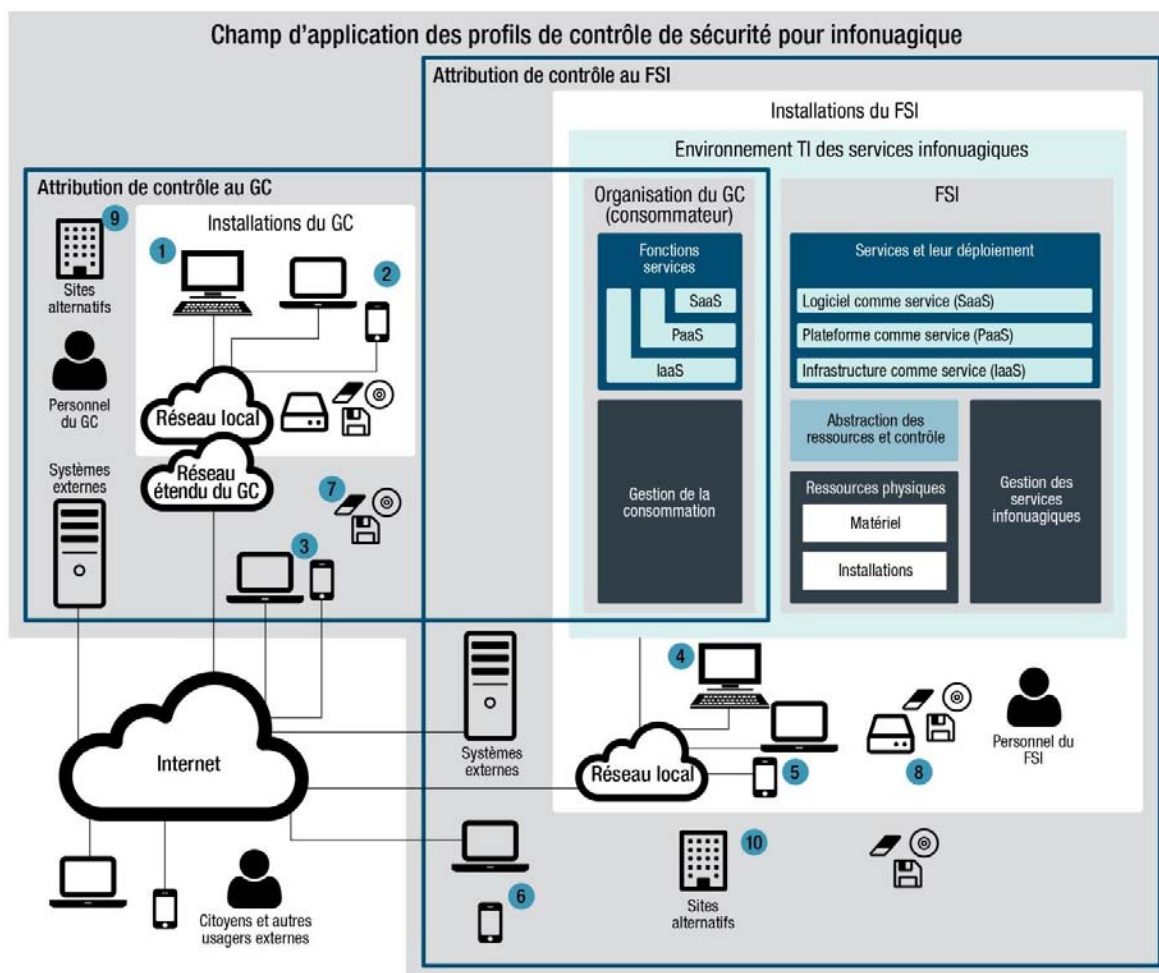 Champ d’application des profils de contrôle de sécurité pour infonuagique
Attribution de contrôle au FSI
Installations du FSI
Environnement TI des services infonuagiques
Attribution de contrôle au GC
9
Sites
alternatifs
Personnel
du GC
Systèmes
externes
Installations du GC
1
2
Réseau local
Réseau
étendu du GC
7
3
Organisation du GC
(consommateur)
Fonctions
services
SaaS
PaaS
IaaS
Gestion de la
consommation
FSI
Services et leur déploiement
Logiciel comme service (SaaS)
Plateforme comme service (PaaS)
Infrastructure comme service (IaaS)
Abstraction des
ressources et contrôle
Ressources physiques
Matériel
Installations
Gestion des
services
infonuagiques
4
Systèmes
externes
Réseau local
5
8
Personnel du
FSI
Internet
Citoyens et autres
usagers externes
6
10
Sites
alternatifs